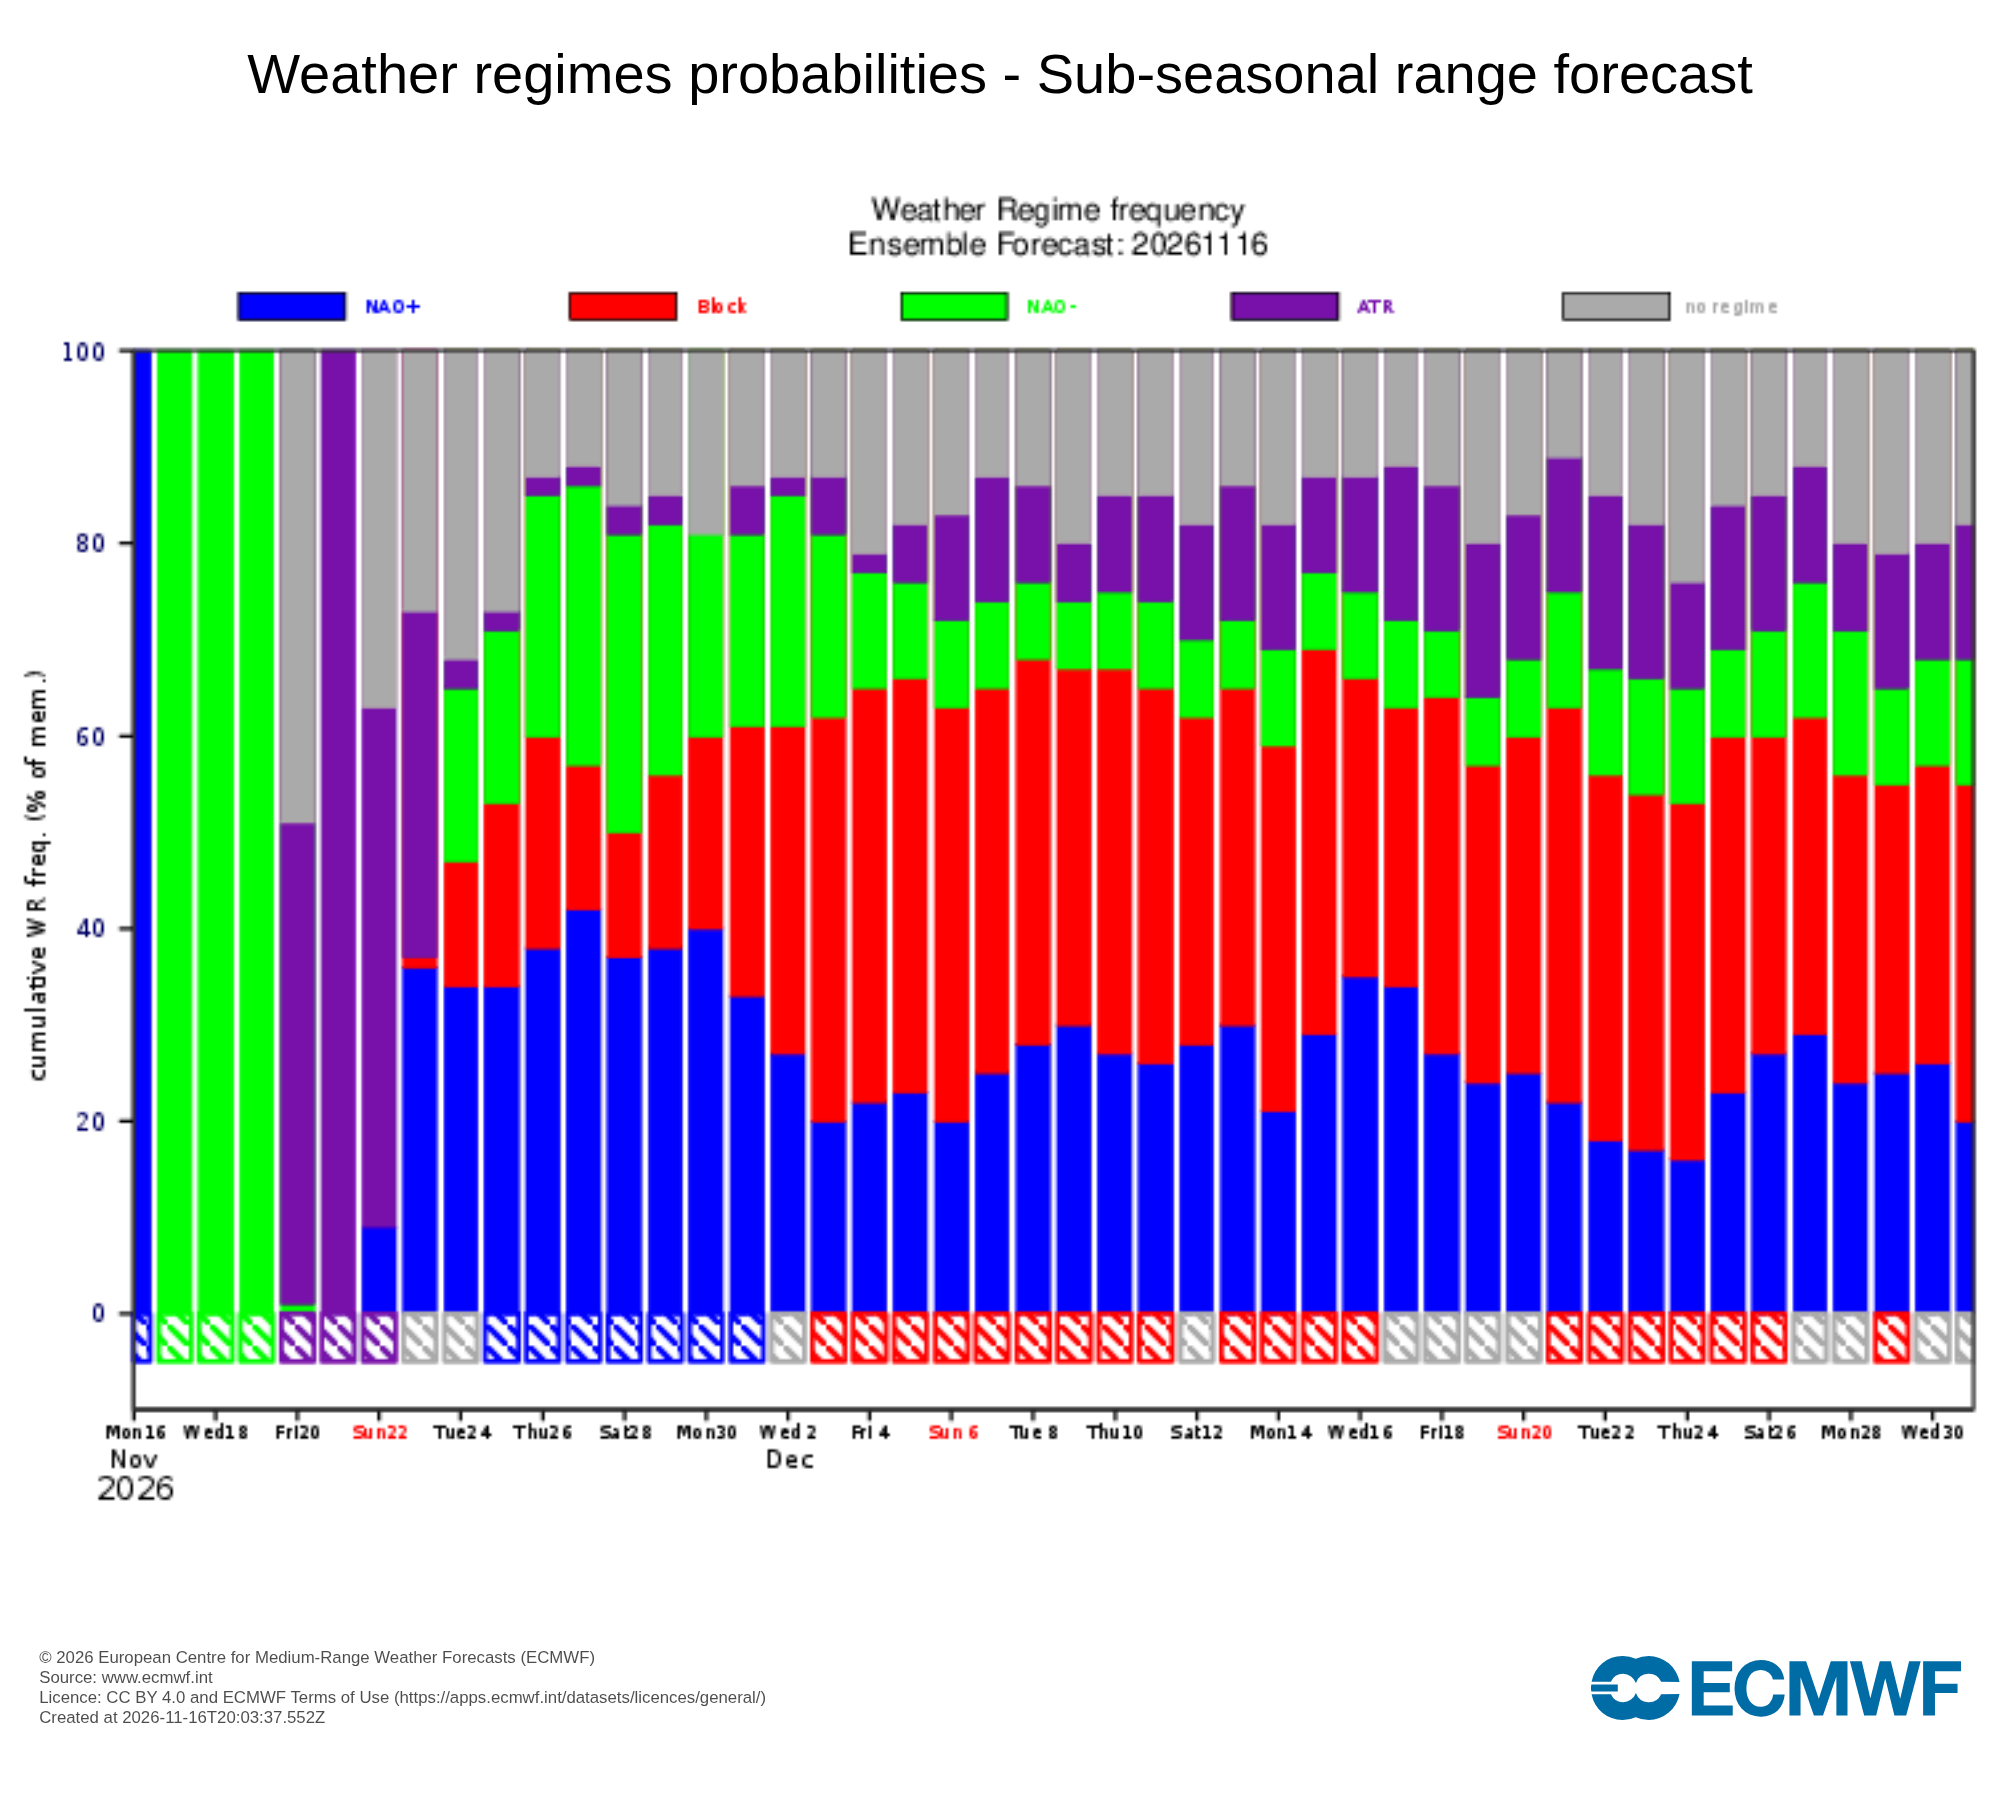 Weather regimes probabilities - Sub-seasonal range forecast
Weather Regime frequency
Ensemble Forecast: 20261116
NAO+ Block NAO- ATR no regime
100
80
60
40
20
0
cumulative WR freq. (% of mem.)
Mon16 Wed18 Fri20 Sun22 Tue24 Thu26 Sat28 Mon30 Wed 2 Fri 4 Sun 6 Tue 8 Thu10 Sat12 Mon14 Wed16 Fri18 Sun20 Tue22 Thu24 Sat26 Mon28 Wed30
Nov Dec
2026
© 2026 European Centre for Medium-Range Weather Forecasts (ECMWF)
Source: www.ecmwf.int
Licence: CC BY 4.0 and ECMWF Terms of Use (https://apps.ecmwf.int/datasets/licences/general/)
Created at 2026-11-16T20:03:37.552Z
ECMWF